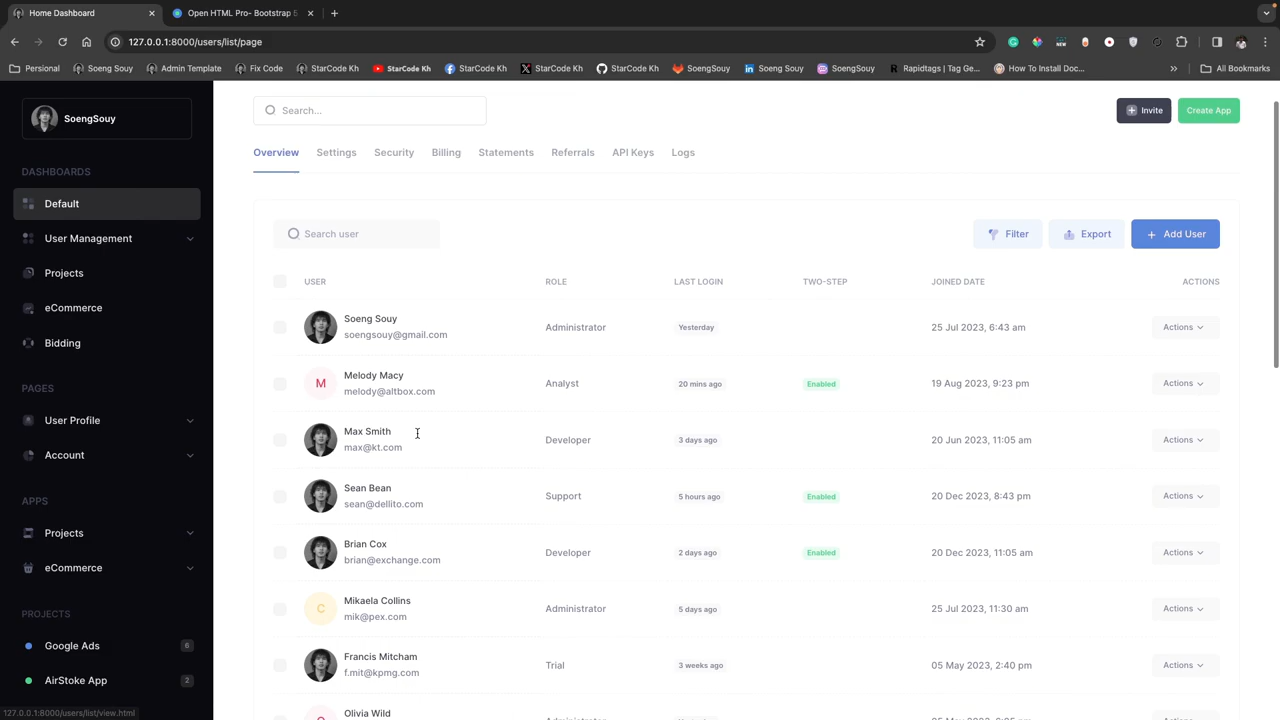 Home Dashboard
Open HTML Pro- Bootstrap 5
127.0.0.1:8000/users/list/page
Personal
Soeng Souy
Admin Template
Fix Code
StarCode Kh
StarCode Kh
StarCode Kh
StarCode Kh
StarCode Kh
SoengSouy
Soeng Souy
SoengSouy
Rapidtags | Tag Ge...
How To Install Doc...
All Bookmarks
SoengSouy
Search...
Invite
Create App
Overview
Settings
Security
Billing
Statements
Referrals
API Keys
Logs
DASHBOARDS
Default
User Management
Projects
eCommerce
Bidding
PAGES
User Profile
Account
APPS
Projects
eCommerce
PROJECTS
Google Ads 6
AirStoke App 2
Search user
Filter
Export
Add User
USER ROLE LAST LOGIN TWO-STEP JOINED DATE ACTIONS
Soeng Souy
soengsouy@gmail.com
Administrator Yesterday 25 Jul 2023, 6:43 am Actions
M
Melody Macy
melody@altbox.com
Analyst 20 mins ago Enabled 19 Aug 2023, 9:23 pm Actions
Max Smith
max@kt.com
Developer 3 days ago 20 Jun 2023, 11:05 am Actions
Sean Bean
sean@dellito.com
Support 5 hours ago Enabled 20 Dec 2023, 8:43 pm Actions
Brian Cox
brian@exchange.com
Developer 2 days ago Enabled 20 Dec 2023, 11:05 am Actions
C
Mikaela Collins
mik@pex.com
Administrator 5 days ago 25 Jul 2023, 11:30 am Actions
Francis Mitcham
f.mit@kpmg.com
Trial 3 weeks ago 05 May 2023, 2:40 pm Actions
Olivia Wild
127.0.0.1:8000/users/list/view.html